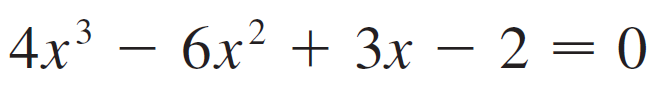 4x³ − 6x² + 3x − 2 = 0